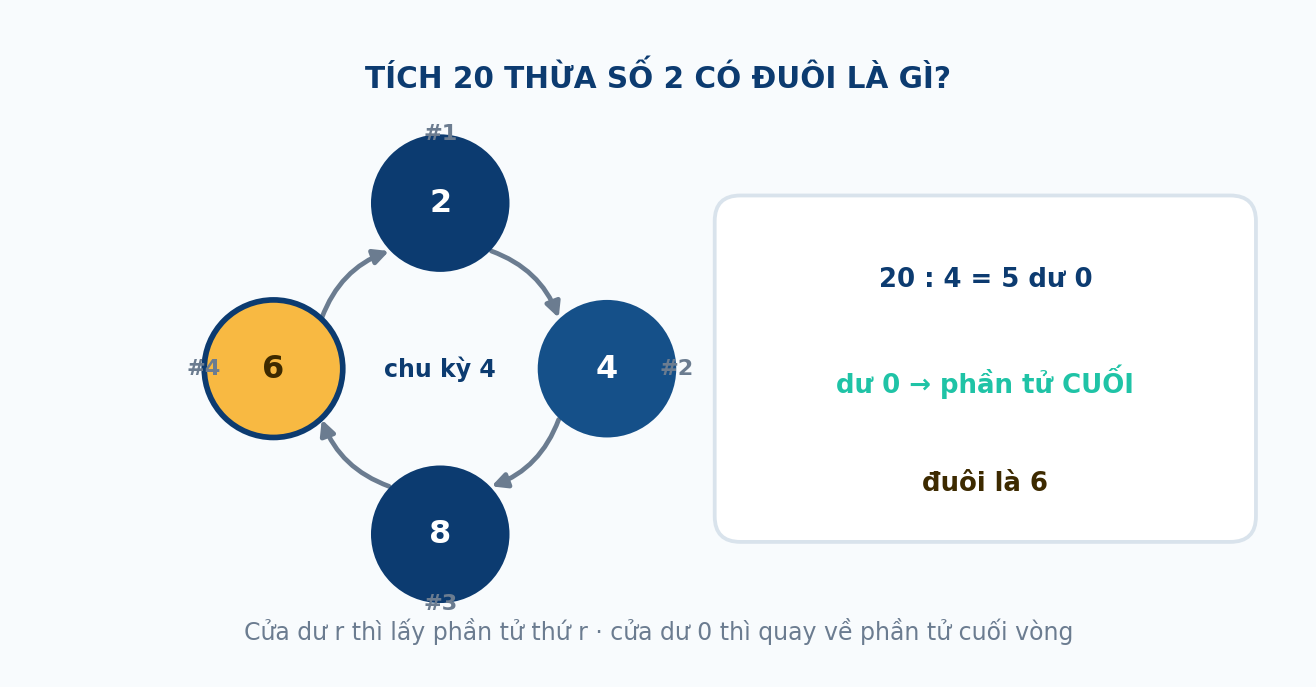 TÍCH 20 THỪA SỐ 2 CÓ ĐUÔI LÀ GÌ?
#1
2
20 : 4 = 5 dư 0
#4
6
chu kỳ 4
4
#2
dư 0 → phần tử CUỐI
đuôi là 6
8
#3
Cửa dư r thì lấy phần tử thứ r · cửa dư 0 thì quay về phần tử cuối vòng